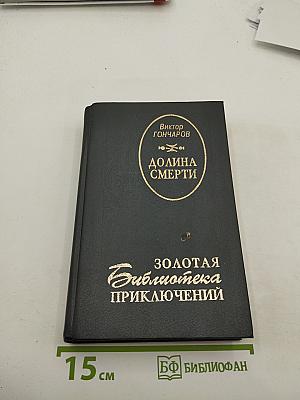 Виктор
ГОНЧАРОВ
ДОЛИНА
СМЕРТИ
ЗОЛОТАЯ
Библиотека
ПРИКЛЮЧЕНИЙ
15 см
БФ БИБЛИОФАН